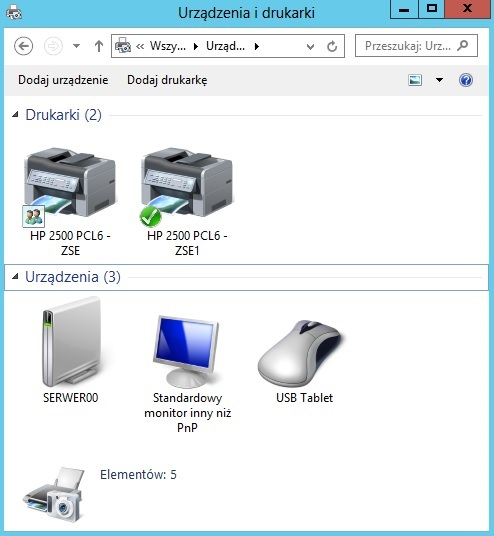 Urządzenia i drukarki
« Wszy... Urząd...
Przeszukaj: Urz...
Dodaj urządzenie Dodaj drukarkę
Drukarki (2)
HP 2500 PCL6 -
ZSE
HP 2500 PCL6 -
ZSE1
Urządzenia (3)
SERWER00
Standardowy
monitor inny niż
PnP
USB Tablet
Elementów: 5